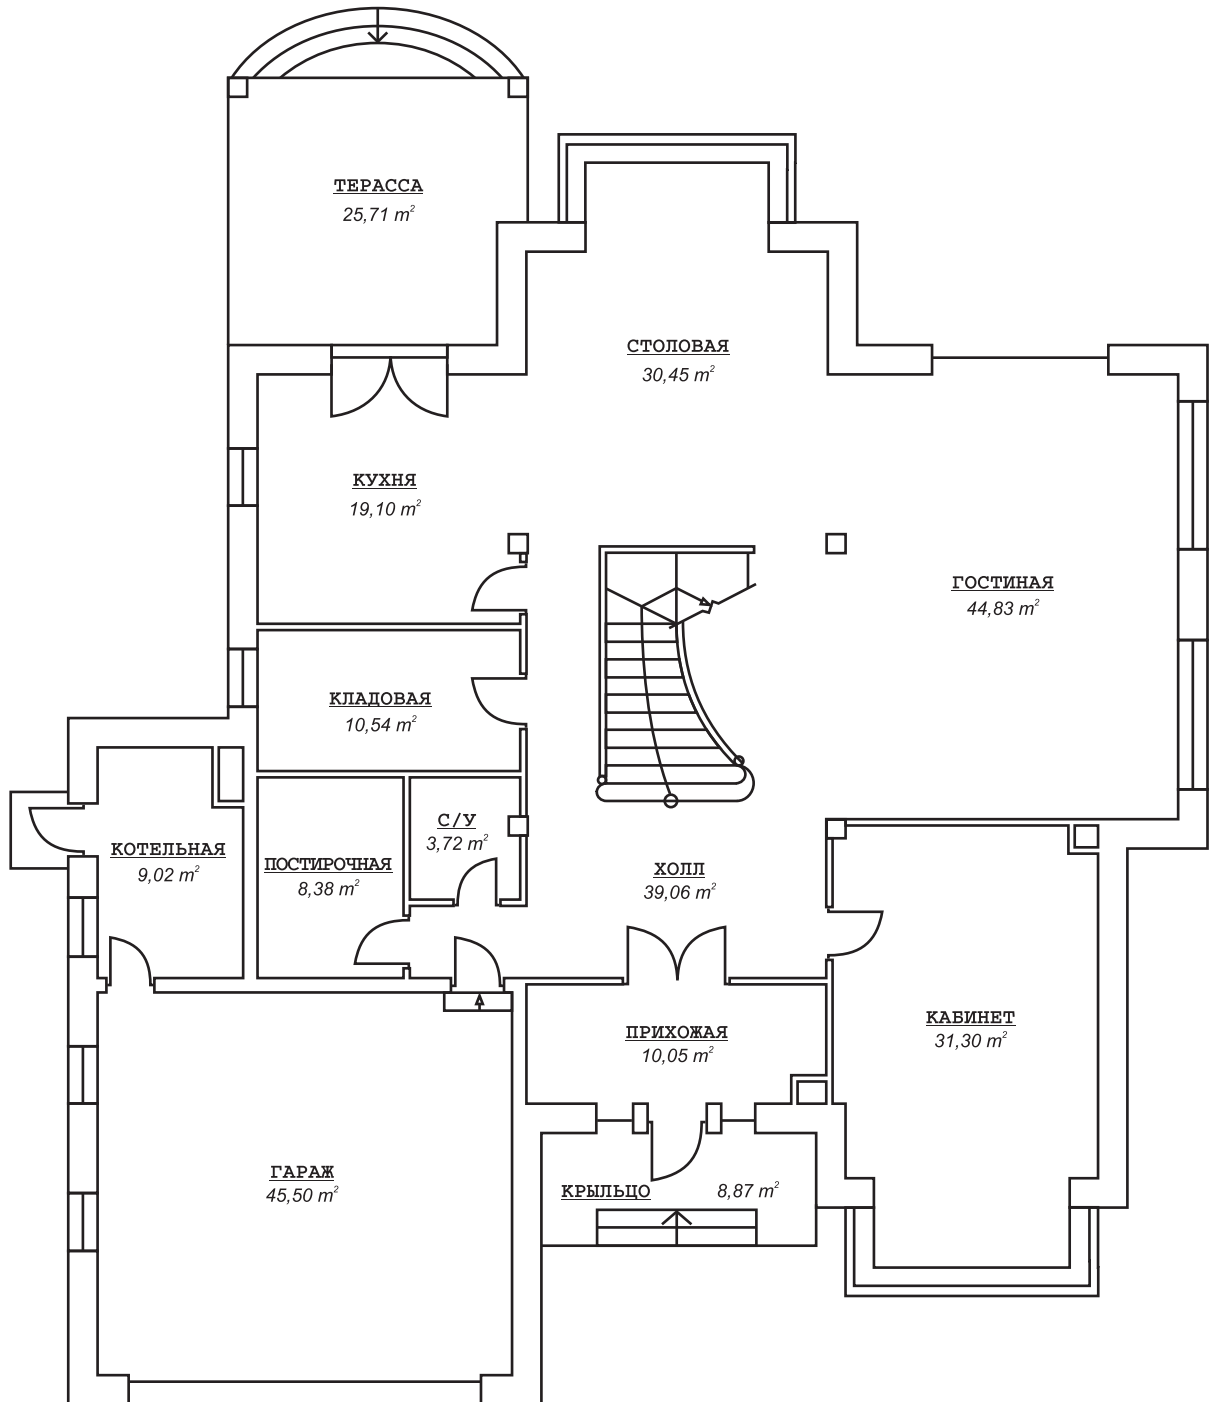 ТЕРАССА
25,71 m²
СТОЛОВАЯ
30,45 m²
КУХНЯ
19,10 m²
ГОСТИНАЯ
44,83 m²
КЛАДОВАЯ
10,54 m²
С/У
3,72 m²
КОТЕЛЬНАЯ
9,02 m²
ПОСТИРОЧНАЯ
8,38 m²
ХОЛЛ
39,06 m²
КАБИНЕТ
31,30 m²
ПРИХОЖАЯ
10,05 m²
ГАРАЖ
45,50 m²
КРЫЛЬЦО 8,87 m²